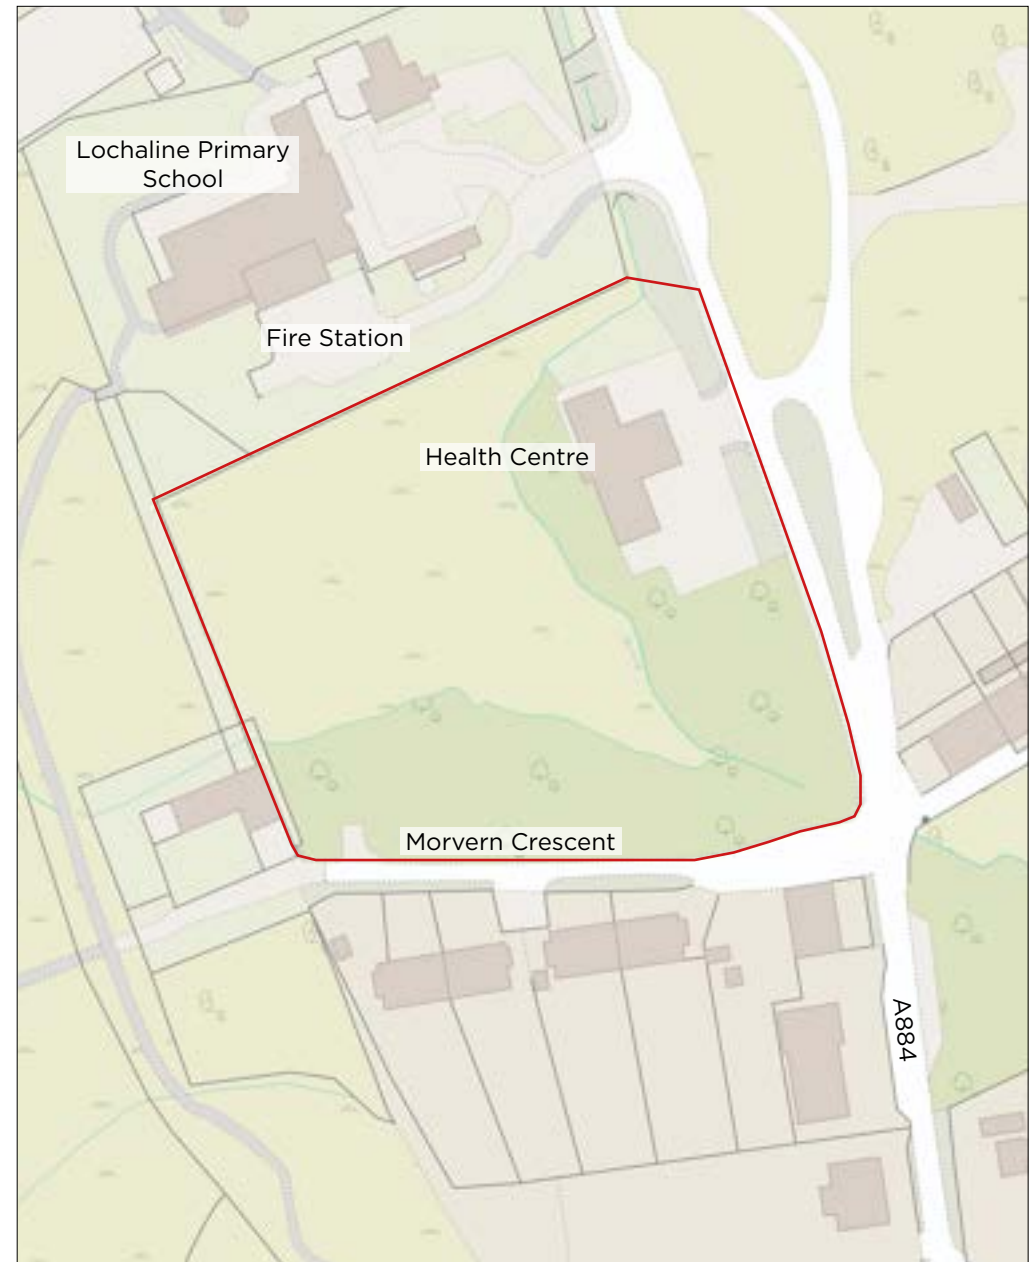 Lochaline Primary
School
Fire Station
Health Centre
Morvern Crescent
A884